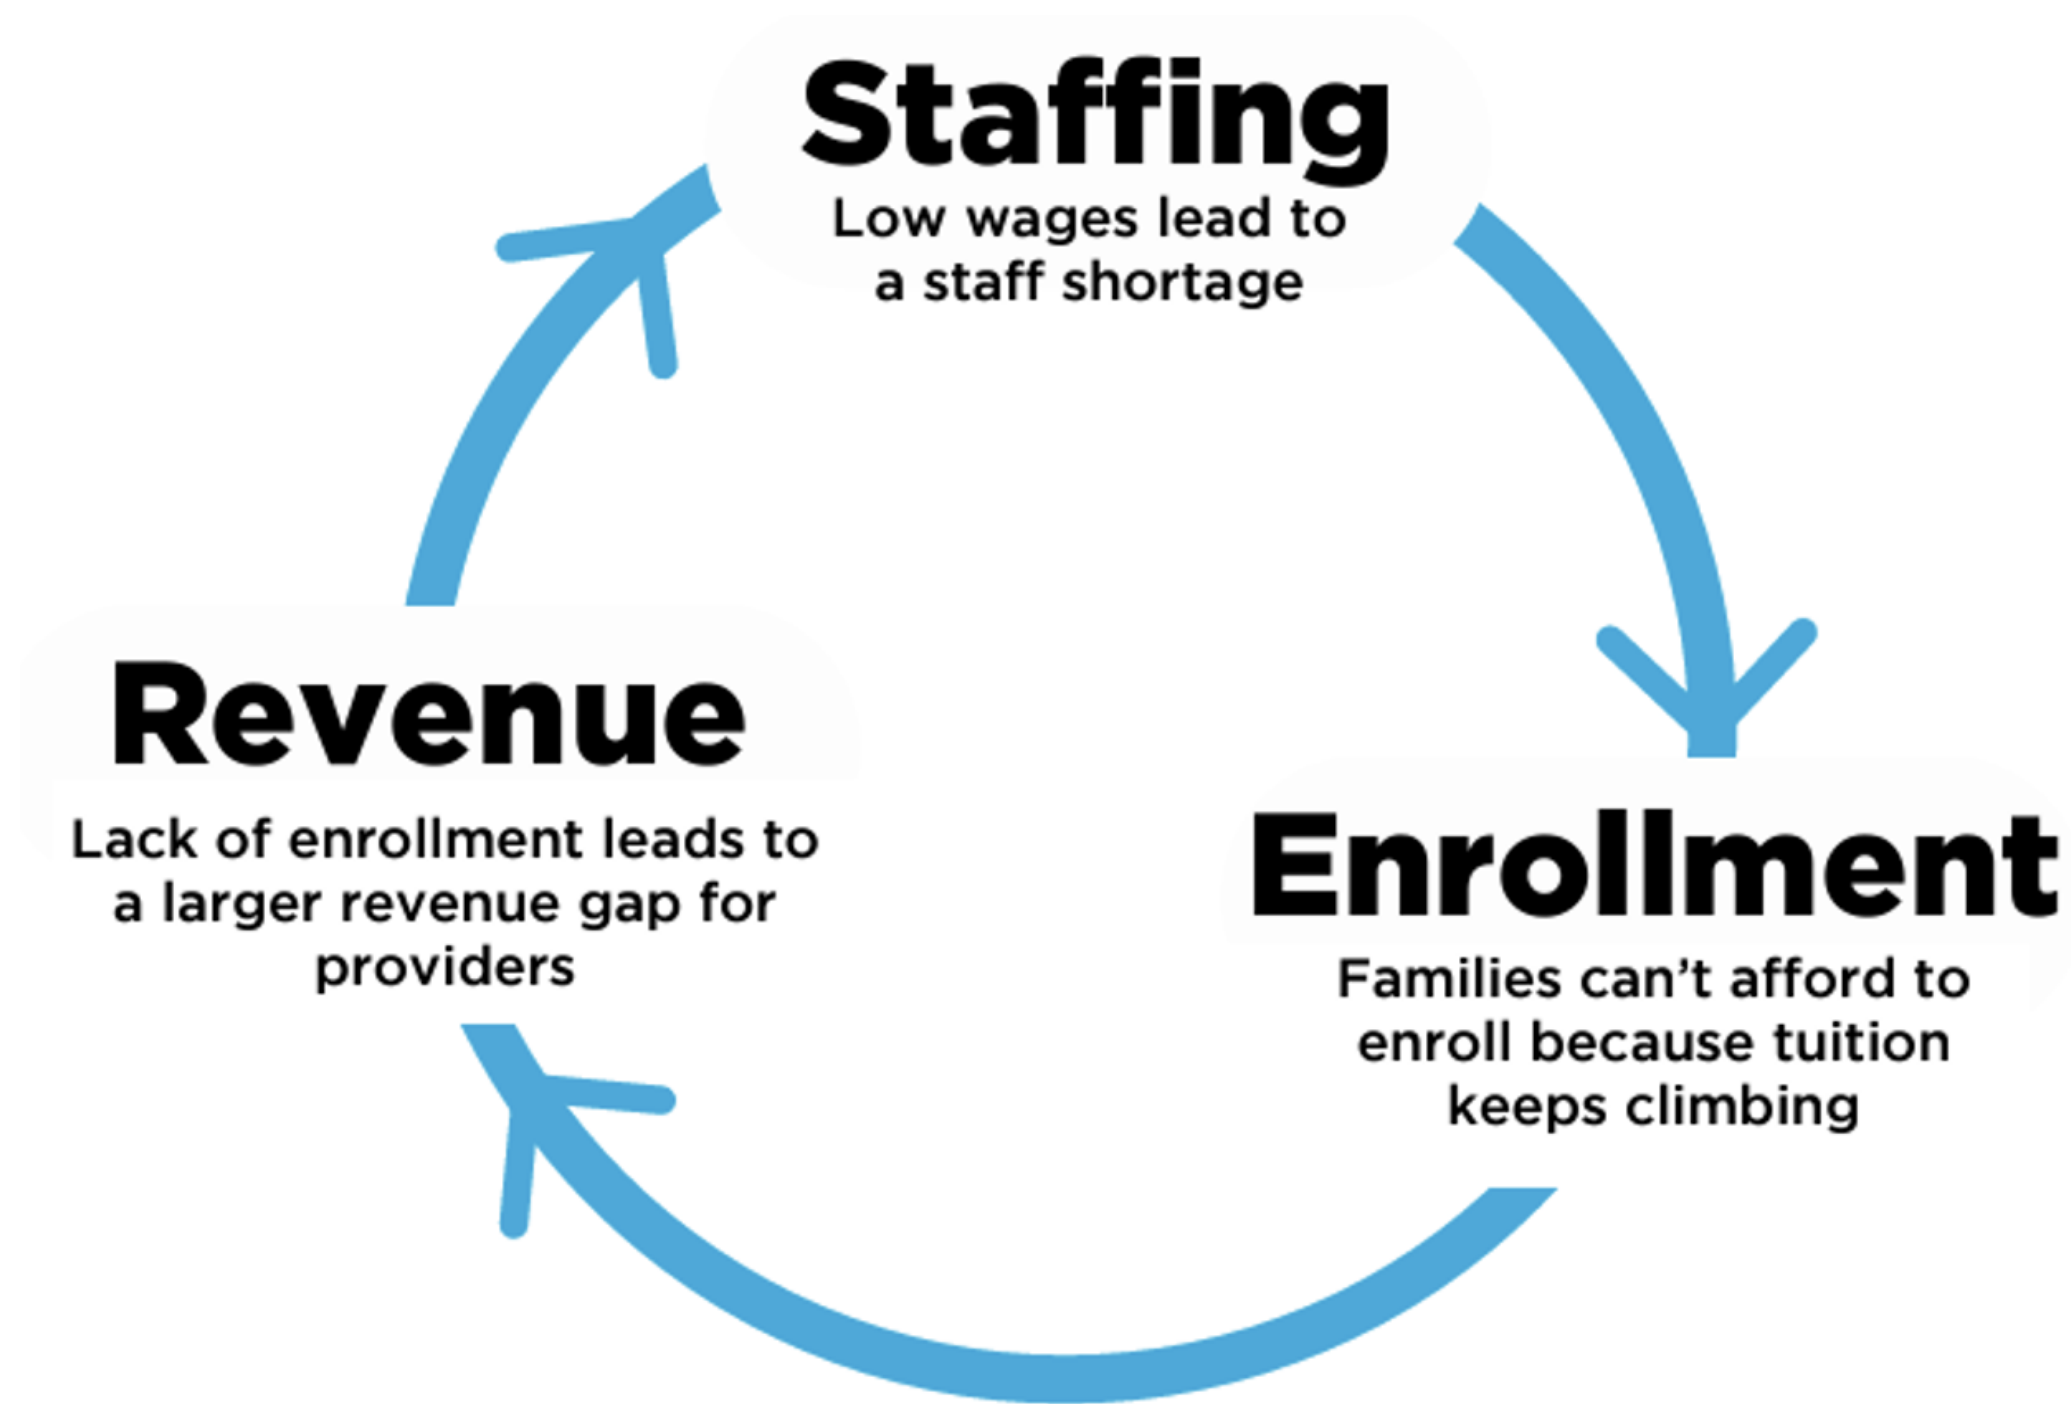 Staffing
Low wages lead to
a staff shortage
Revenue
Lack of enrollment leads to
a larger revenue gap for
providers
Enrollment
Families can’t afford to
enroll because tuition
keeps climbing